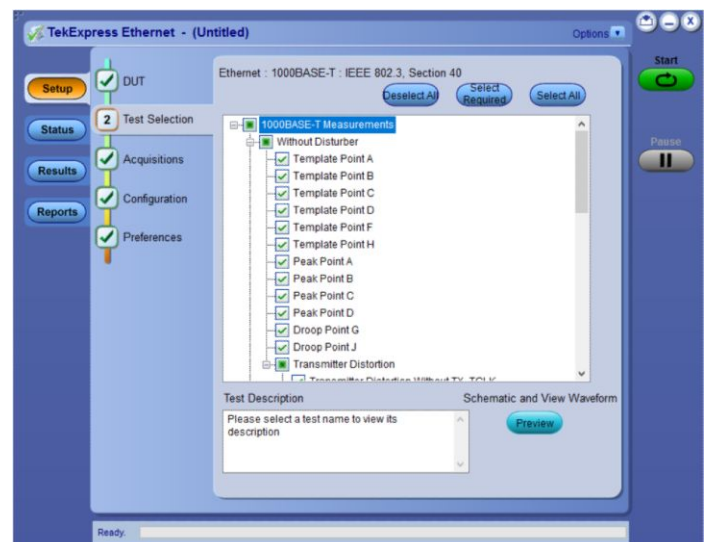 TekExpress Ethernet - (Untitled)
Options
Start
Pause
Setup
Status
Results
Reports
DUT
2 Test Selection
Acquisitions
Configuration
Preferences
Ethernet : 1000BASE-T : IEEE 802.3, Section 40
Deselect All
Select Required
Select All
1000BASE-T Measurements
Without Disturber
Template Point A
Template Point B
Template Point C
Template Point D
Template Point F
Template Point H
Peak Point A
Peak Point B
Peak Point C
Peak Point D
Droop Point G
Droop Point J
Transmitter Distortion
Transmitter Distortion Without TX_TCLK
Test Description
Schematic and View Waveform
Please select a test name to view its
description
Preview
Ready.